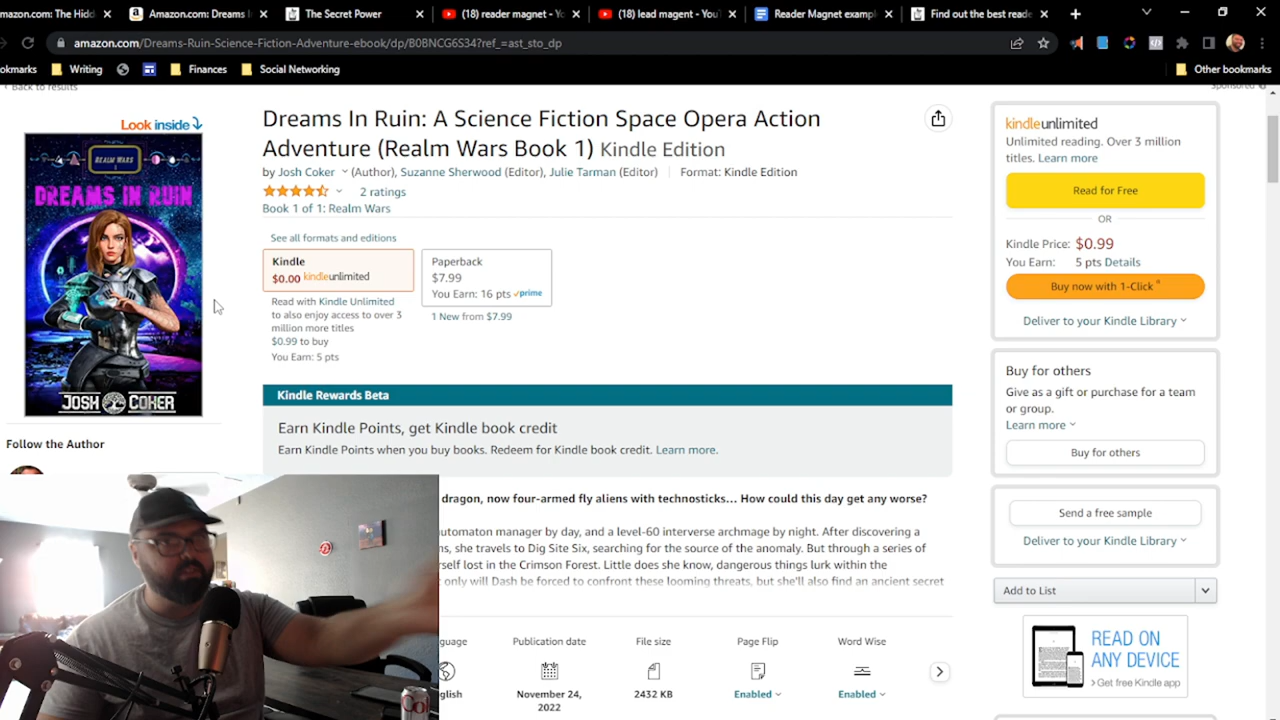 Amazon.com: The Hidd
Amazon.com: Dreams I
The Secret Power
(18) reader magnet - Yo
(18) lead magent - You
Reader Magnet exampl
Find out the best reade
amazon.com/Dreams-Ruin-Science-Fiction-Adventure-ebook/dp/B0BNCG6S34?ref_=ast_sto_dp
okmarks
Writing
Finances
Social Networking
Other bookmarks
Back to results
Sponsored
Look inside
REALM WARS
DREAMS IN RUIN
JOSH COKER
Follow the Author
Dreams In Ruin: A Science Fiction Space Opera Action
Adventure (Realm Wars Book 1) Kindle Edition
by Josh Coker (Author), Suzanne Sherwood (Editor), Julie Tarman (Editor) Format: Kindle Edition
2 ratings
Book 1 of 1: Realm Wars
See all formats and editions
Kindle
$0.00 kindleunlimited
Read with Kindle Unlimited
to also enjoy access to over 3
million more titles
$0.99 to buy
You Earn: 5 pts
Paperback
$7.99
You Earn: 16 pts prime
1 New from $7.99
Kindle Rewards Beta
Earn Kindle Points, get Kindle book credit
Earn Kindle Points when you buy books. Redeem for Kindle book credit. Learn more.
dragon, now four-armed fly aliens with technosticks... How could this day get any worse?
utomaton manager by day, and a level-60 interverse archmage by night. After discovering a
ns, she travels to Dig Site Six, searching for the source of the anomaly. But through a series of
rself lost in the Crimson Forest. Little does she know, dangerous things lurk within the
only will Dash be forced to confront these looming threats, but she'll also find an ancient secret
guage
glish
Publication date
November 24,
2022
File size
2432 KB
Page Flip
Enabled
Word Wise
Enabled
kindleunlimited
Unlimited reading. Over 3 million
titles. Learn more
Read for Free
OR
Kindle Price: $0.99
You Earn: 5 pts Details
Buy now with 1-Click
Deliver to your Kindle Library
Buy for others
Give as a gift or purchase for a team
or group.
Learn more
Buy for others
Send a free sample
Deliver to your Kindle Library
Add to List
READ ON
ANY DEVICE
> Get free Kindle app